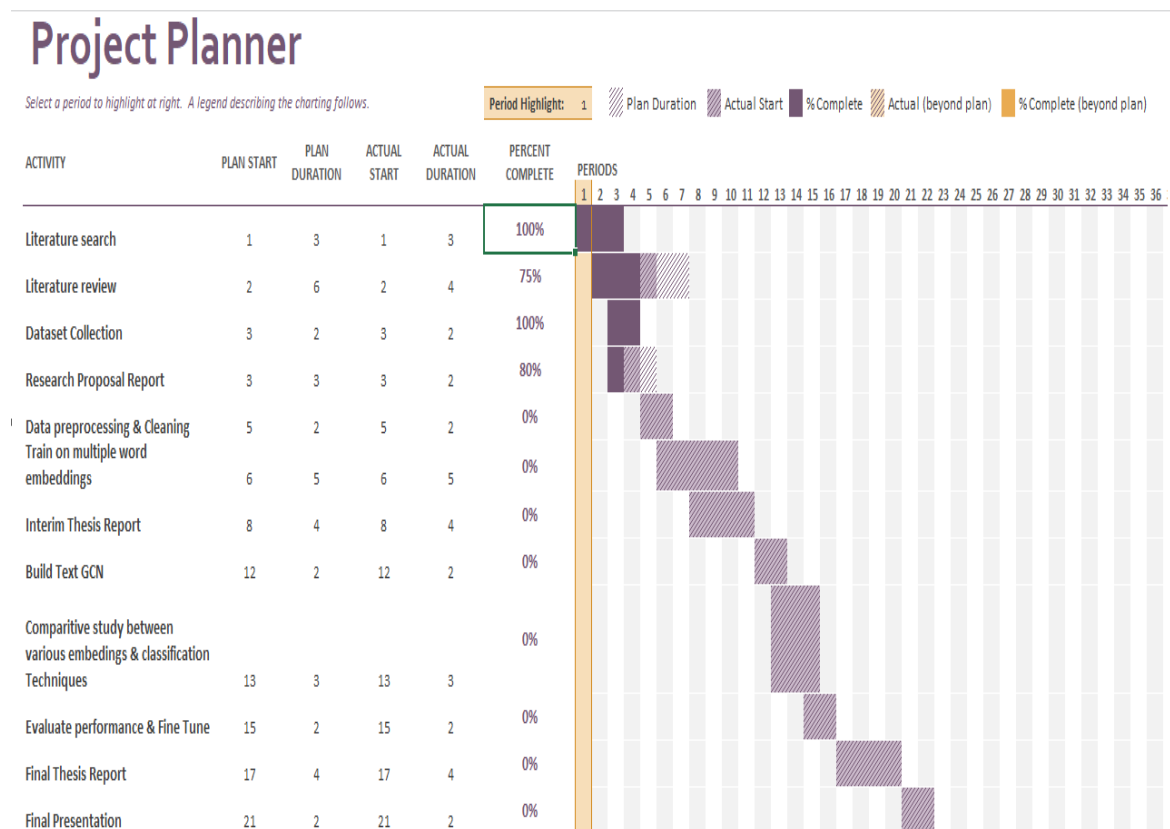 Project Planner
Select a period to highlight at right. A legend describing the charting follows.
Period Highlight: 1
Plan Duration
Actual Start
% Complete
Actual (beyond plan)
% Complete (beyond plan)
ACTIVITY PLAN START PLAN DURATION ACTUAL START ACTUAL DURATION PERCENT COMPLETE PERIODS
1 2 3 4 5 6 7 8 9 10 11 12 13 14 15 16 17 18 19 20 21 22 23 24 25 26 27 28 29 30 31 32 33 34 35 36
Literature search 1 3 1 3 100%
Literature review 2 6 2 4 75%
Dataset Collection 3 2 3 2 100%
Research Proposal Report 3 3 3 2 80%
Data preprocessing & Cleaning 5 2 5 2 0%
Train on multiple word
embeddings 6 5 6 5 0%
Interim Thesis Report 8 4 8 4 0%
Build Text GCN 12 2 12 2 0%
Comparitive study between
various embedings & classification
Techniques 13 3 13 3 0%
Evaluate performance & Fine Tune 15 2 15 2 0%
Final Thesis Report 17 4 17 4 0%
Final Presentation 21 2 21 2 0%